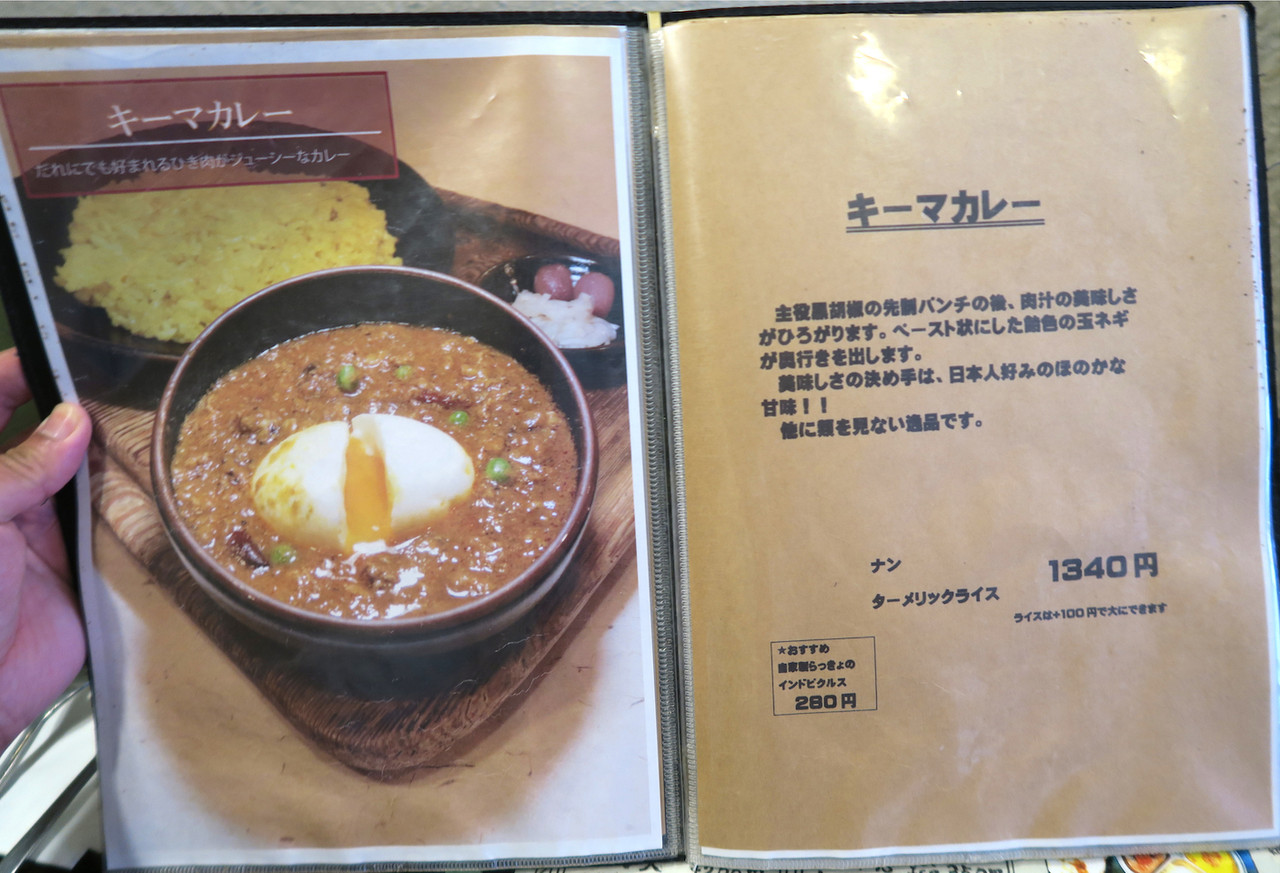 キーマカレー
だれにでも好まれるひき肉がジューシーなカレー
キーマカレー
主役黒胡椒の先制パンチの後、肉汁の美味しさ
がひろがります。ペースト状にした飴色の玉ネギ
が奥行きを出します。
美味しさの決め手は、日本人好みのほのかな
甘味！！
他に類を見ない逸品です。
ナン
1340円
ターメリックライス
ライスは+100円で大にできます
★おすすめ
自家製らっきょの
インドピクルス
280円